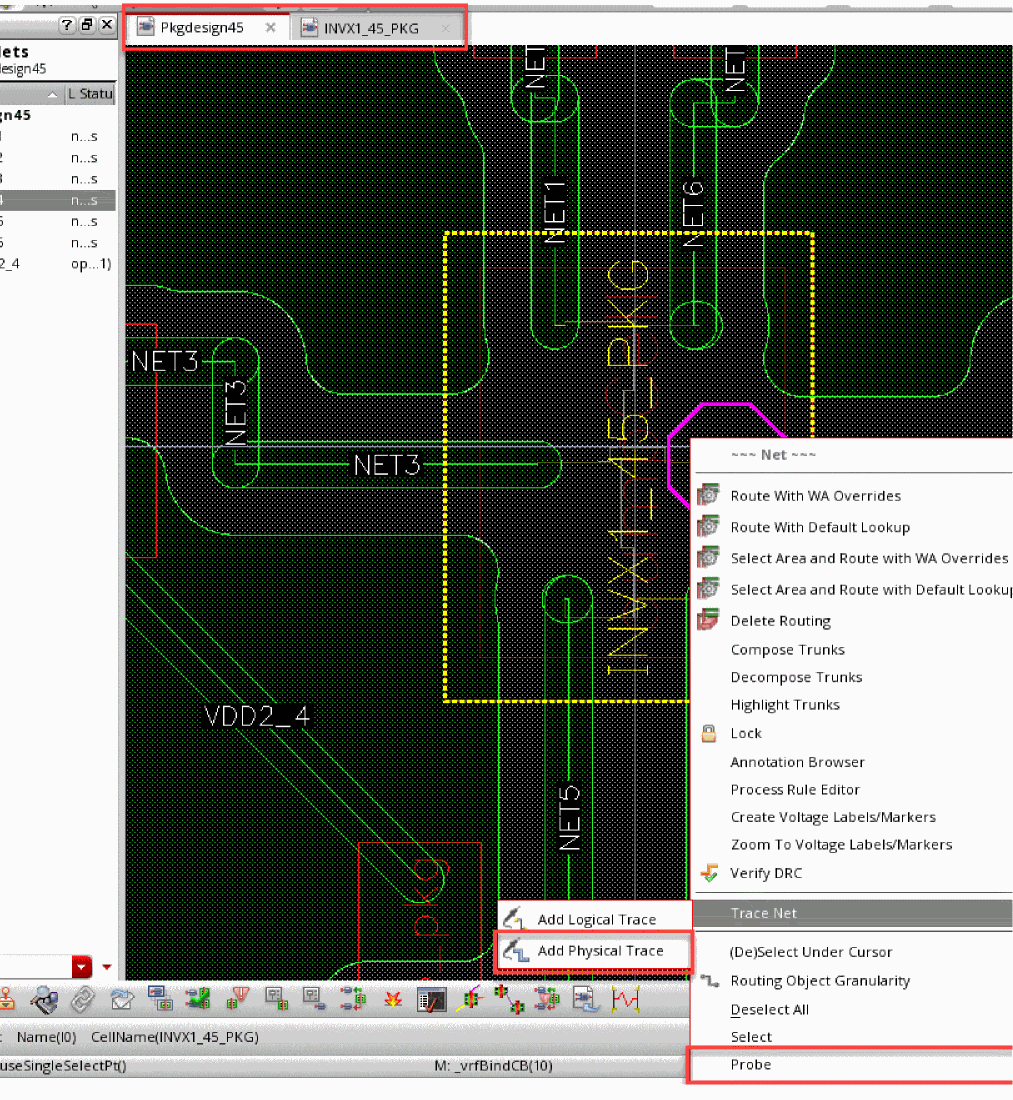 Pkgdesign45
INVX1_45_PKG
ets
esign45
L Statu
gn45
n...s
n...s
n...s
n...s
n...s
n...s
2_4
op...1)
NET
NET
NET1
NET6
NET3
NET3
NET3
INVX1_45_PKG
VDD2_4
NET5
_PKG
~~~ Net ~~~
Route With WA Overrides
Route With Default Lookup
Select Area and Route with WA Overrides
Select Area and Route with Default Lookup
Delete Routing
Compose Trunks
Decompose Trunks
Highlight Trunks
Lock
Annotation Browser
Process Rule Editor
Create Voltage Labels/Markers
Zoom To Voltage Labels/Markers
Verify DRC
Trace Net
Add Logical Trace
Add Physical Trace
(De)Select Under Cursor
Routing Object Granularity
Deselect All
Select
Probe
: Name(I0) CellName(INVX1_45_PKG)
useSingleSelectPt()
M: _vrfBindCB(10)